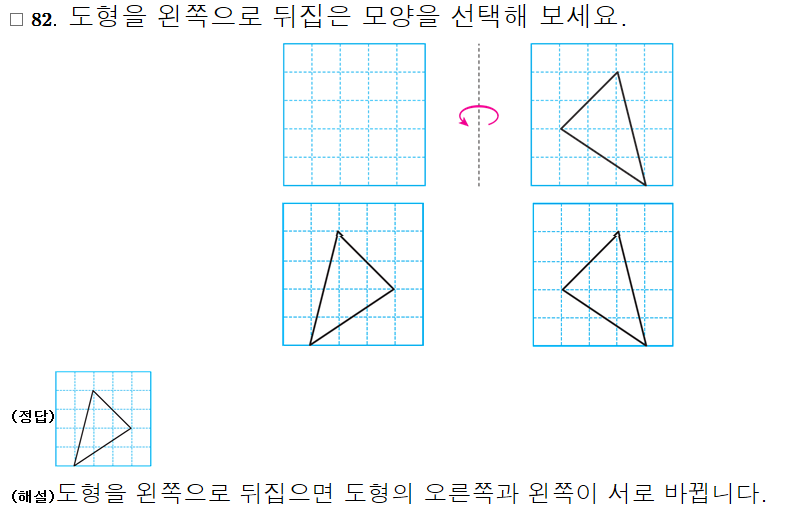 □ 82. 도형을 왼쪽으로 뒤집은 모양을 선택해 보세요.
(정답)
(해설)도형을 왼쪽으로 뒤집으면 도형의 오른쪽과 왼쪽이 서로 바뀝니다.